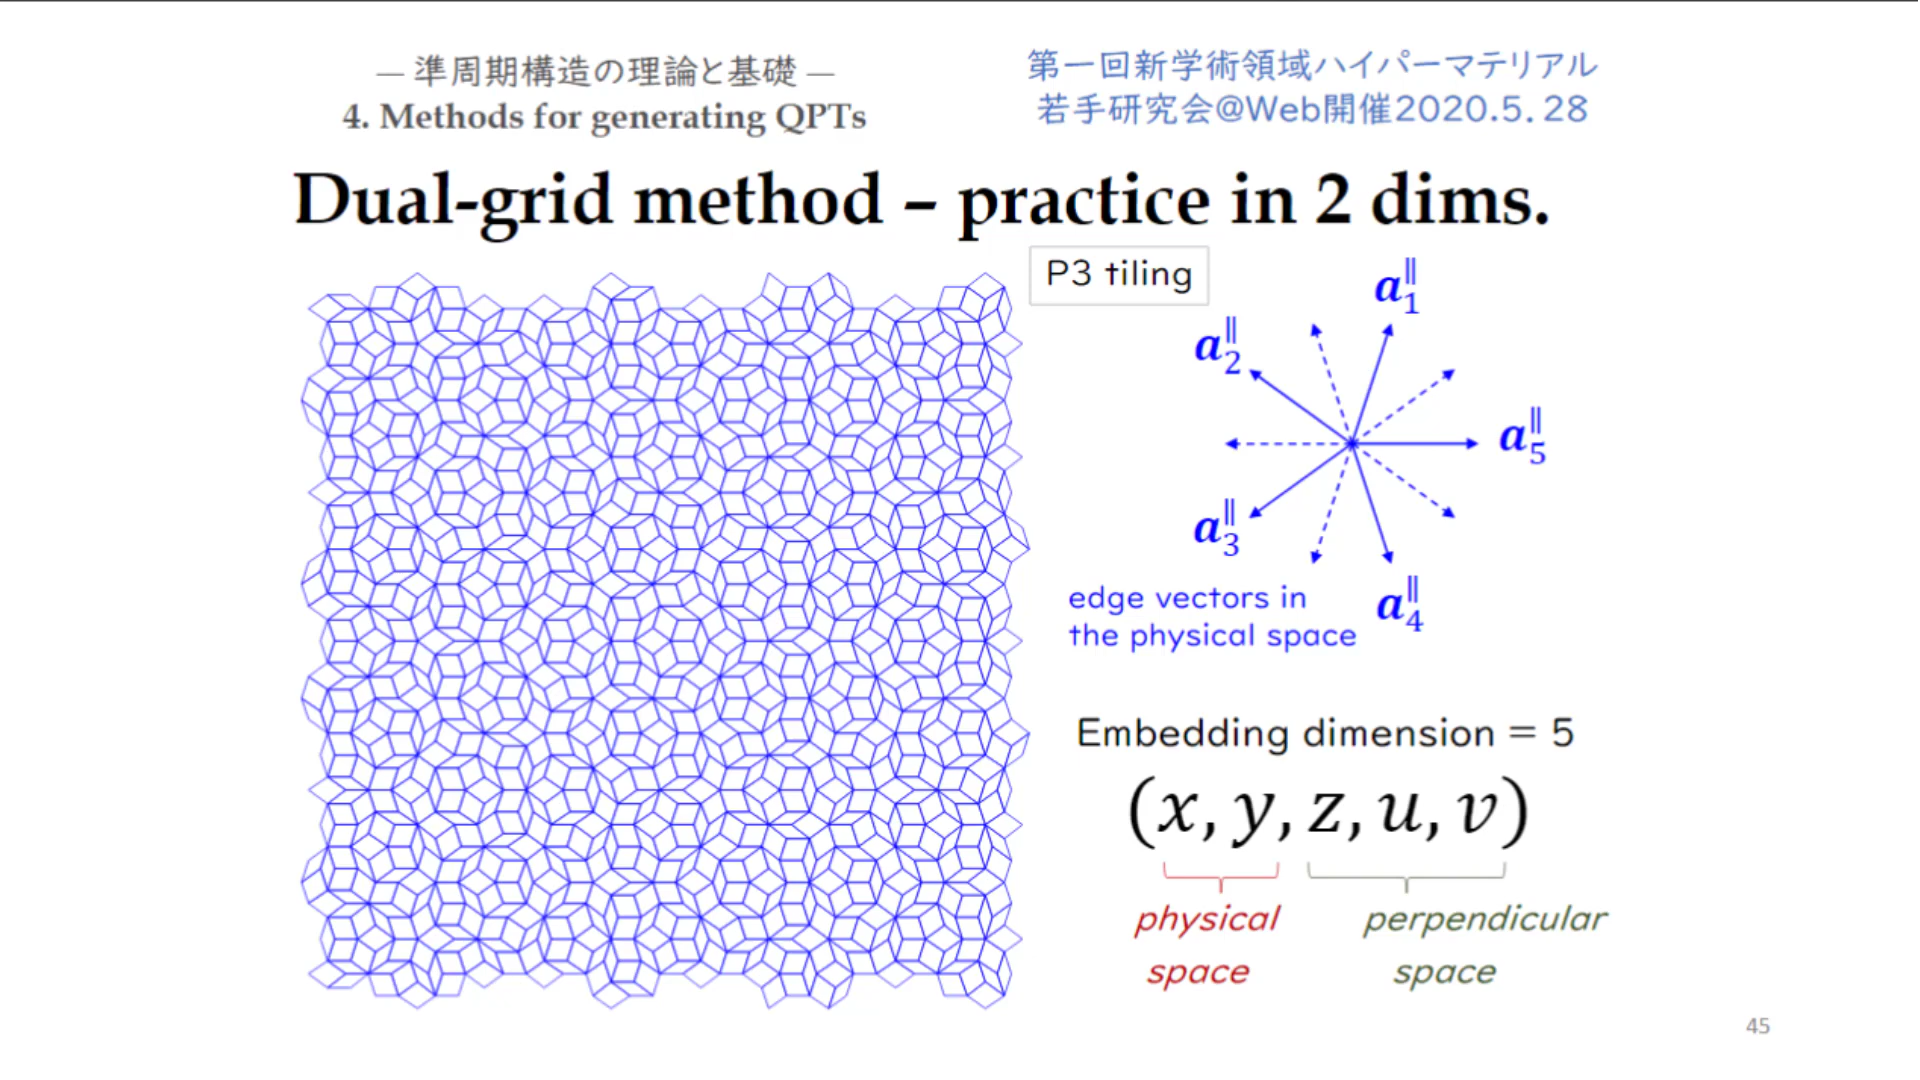 — 準周期構造の理論と基礎 —
4. Methods for generating QPTs
第一回新学術領域ハイパーマテリアル
若手研究会@Web開催2020.5.28
Dual-grid method – practice in 2 dims.
P3 tiling
a₁∥
a₂∥
a₅∥
a₃∥
a₄∥
edge vectors in
the physical space
Embedding dimension = 5
(x, y, z, u, v)
physical
space
perpendicular
space
45